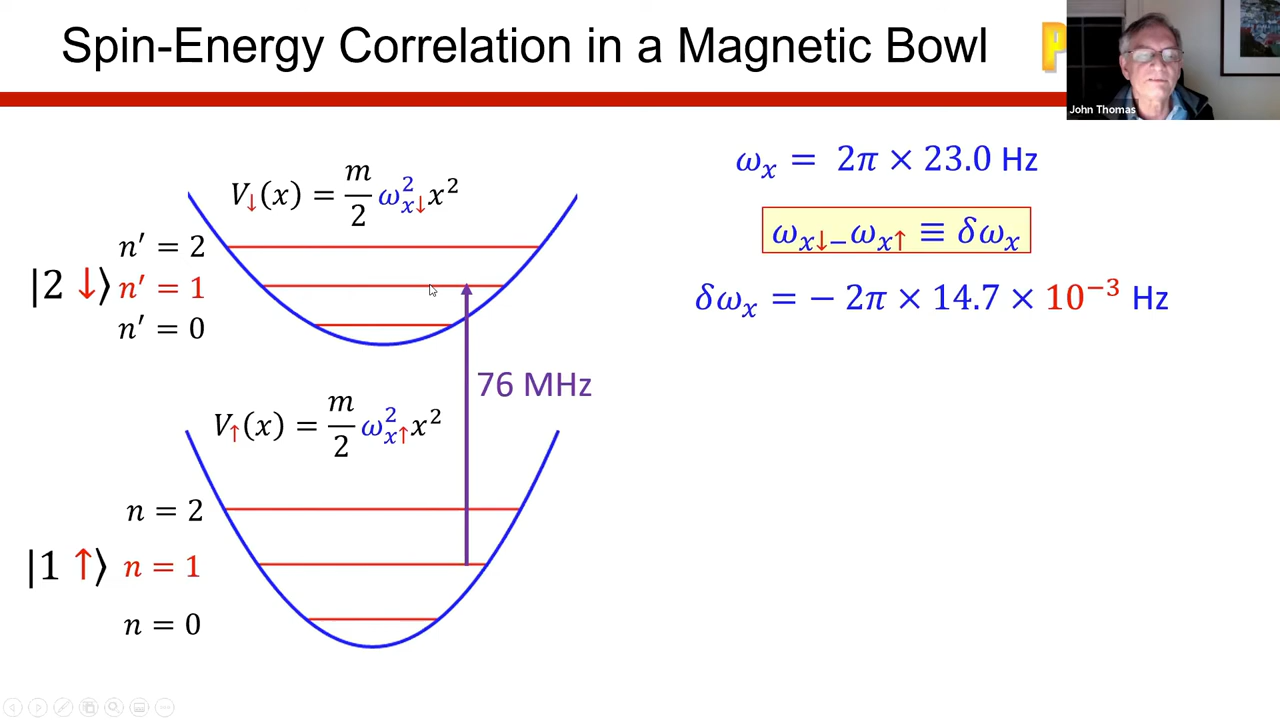 Spin-Energy Correlation in a Magnetic Bowl
P
John Thomas
V↓(x) = m/2 ω²ₓ↓x²
n′ = 2
|2 ↓⟩ n′ = 1
n′ = 0
76 MHz
V↑(x) = m/2 ω²ₓ↑x²
n = 2
|1 ↑⟩ n = 1
n = 0
ωₓ = 2π × 23.0 Hz
ωₓ↓−ωₓ↑ ≡ δωₓ
δωₓ = − 2π × 14.7 × 10⁻³ Hz